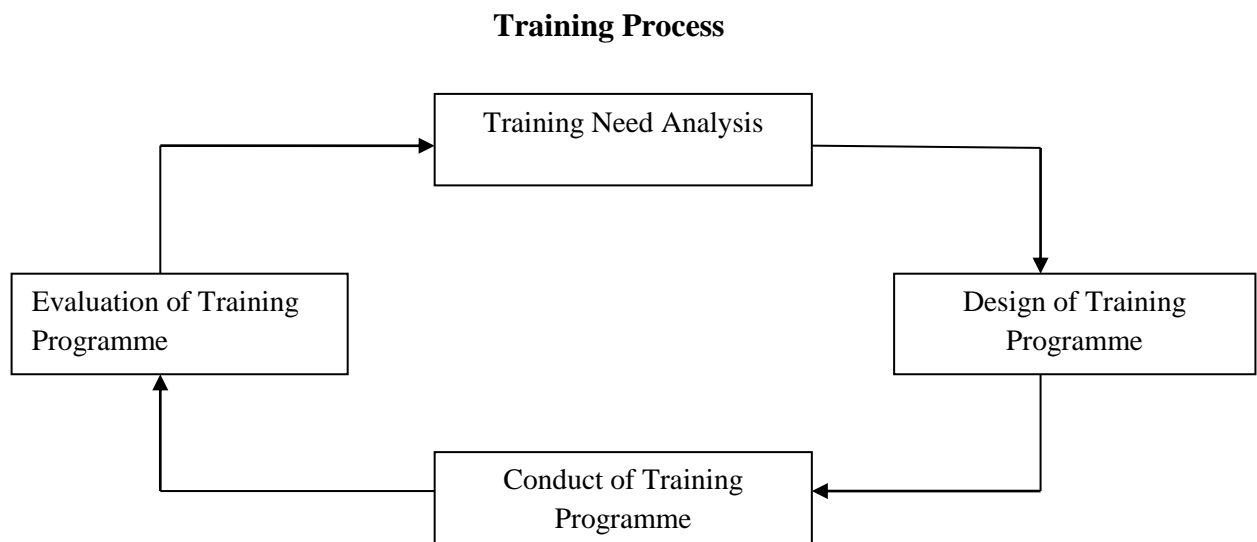 Training Process
Training Need Analysis
Evaluation of Training
Programme
Design of Training
Programme
Conduct of Training
Programme